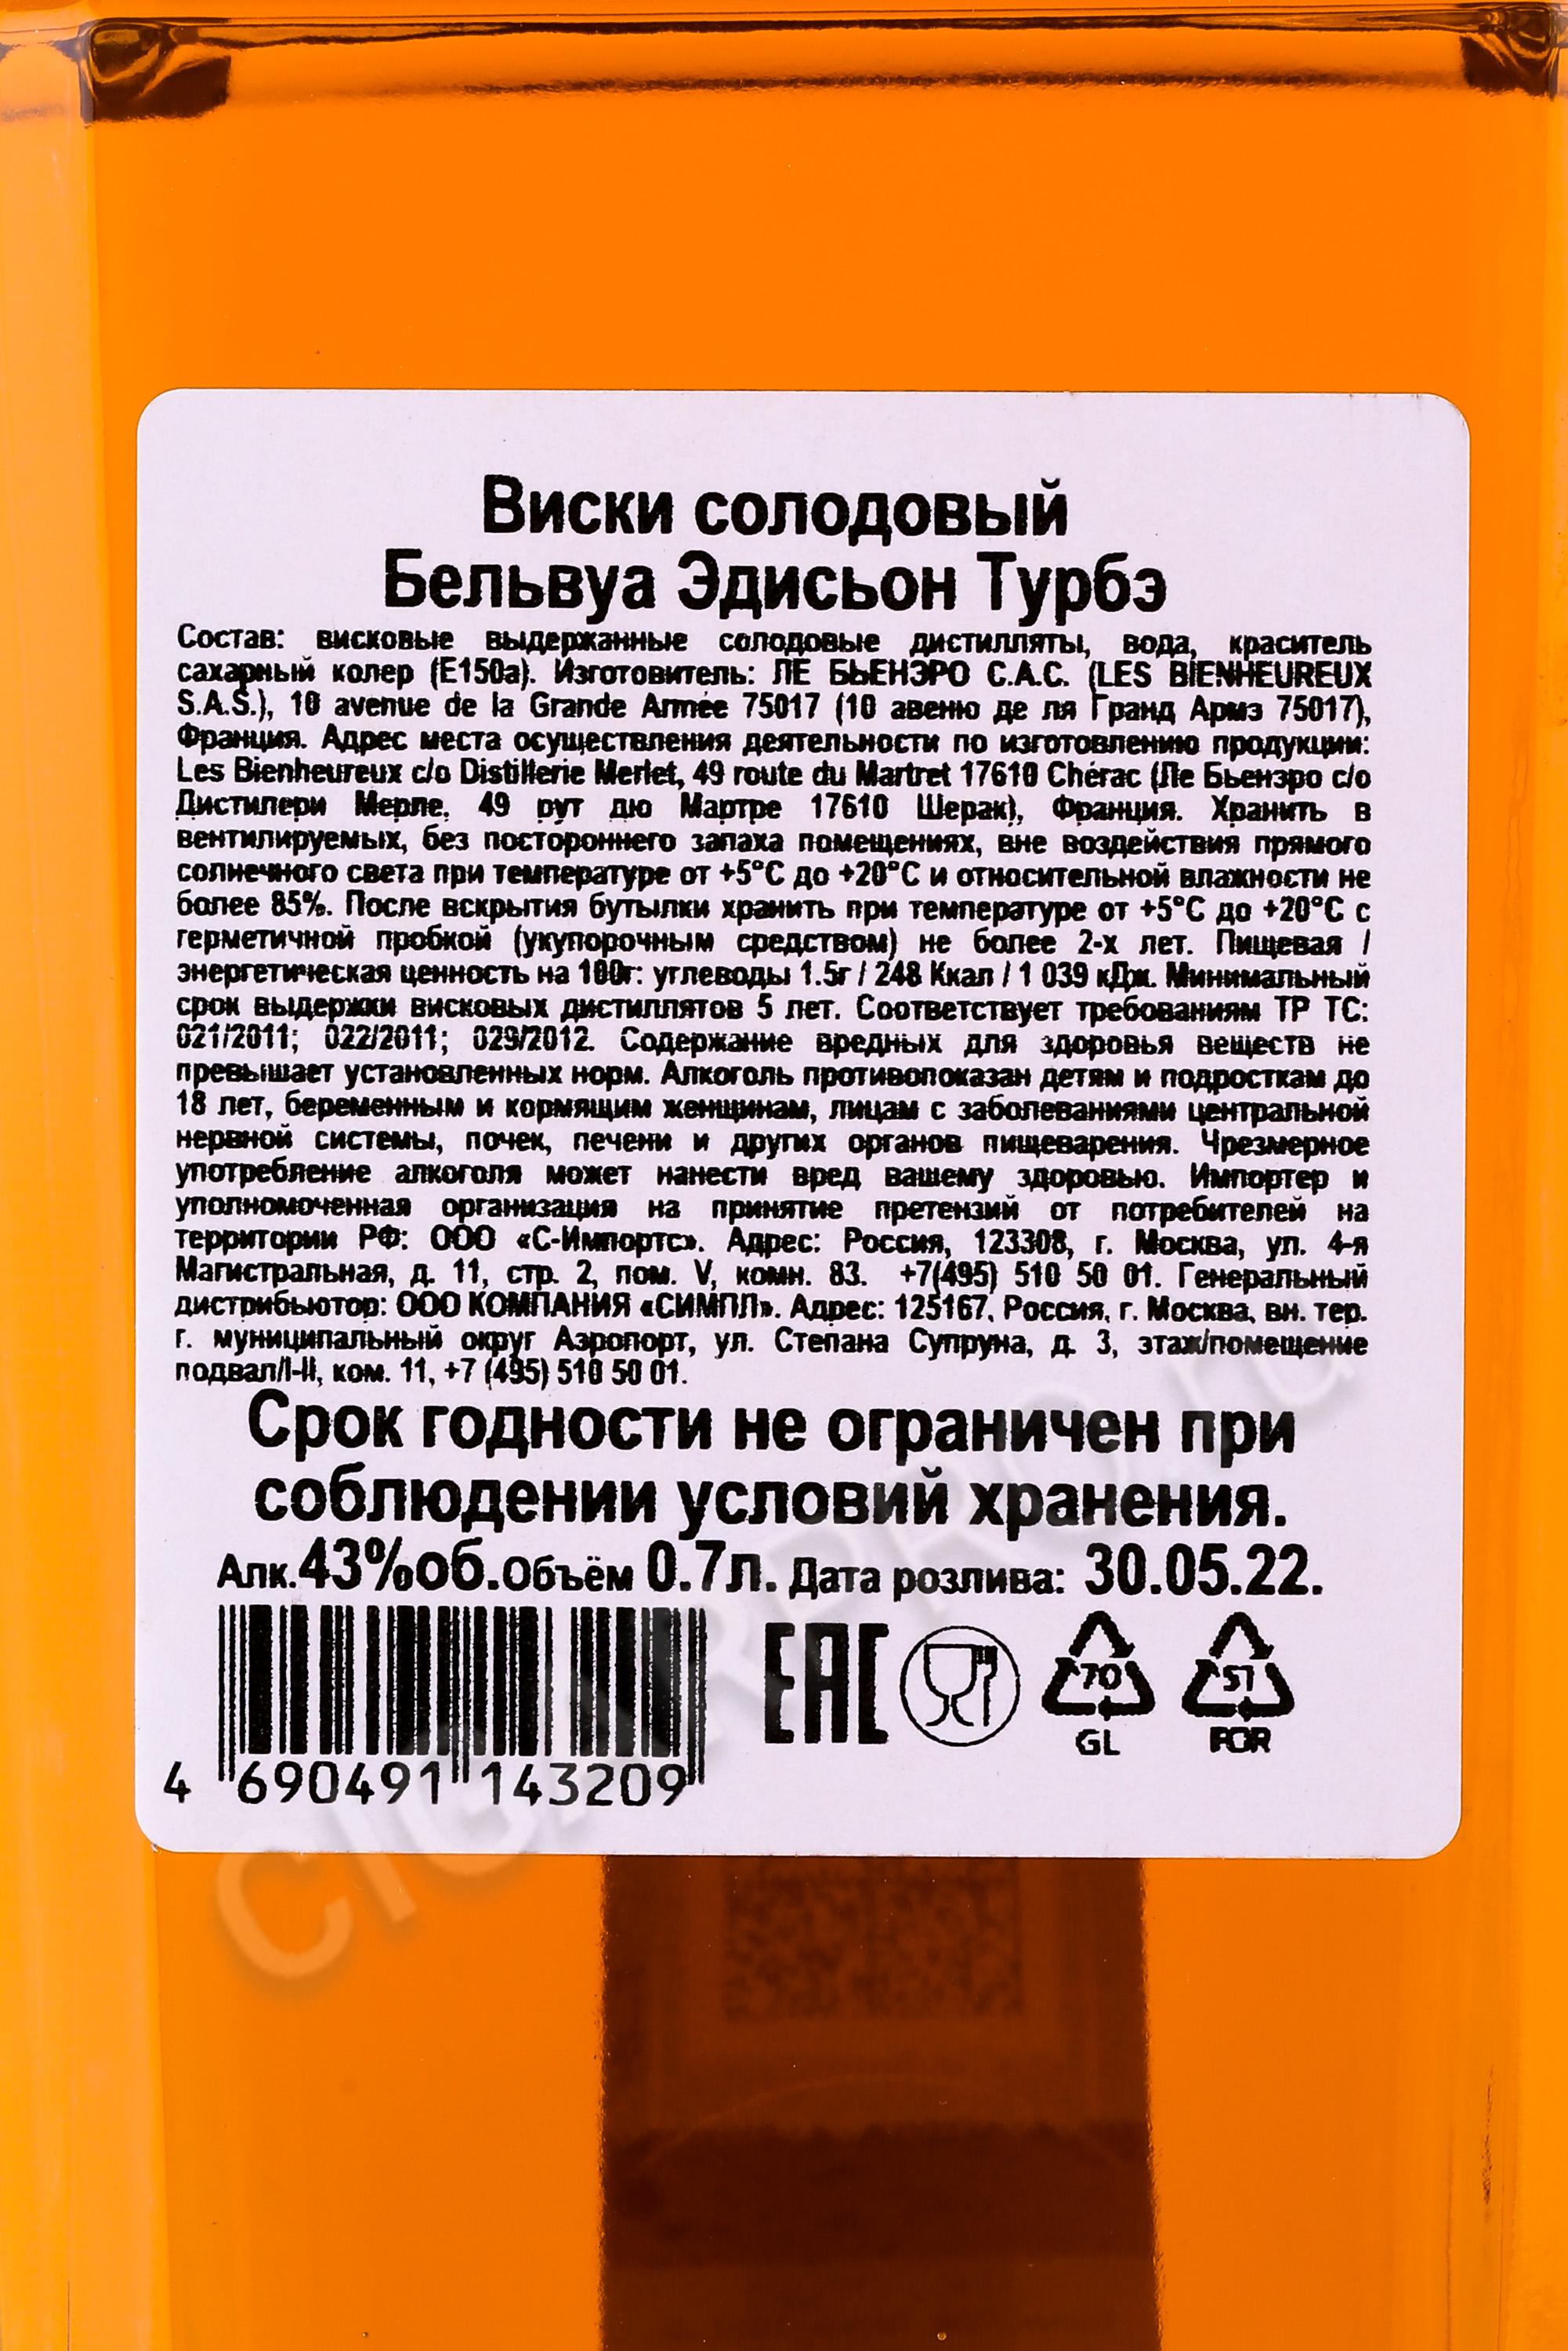 Виски солодовый
Бельвуа Эдисьон Турбэ
Состав: висковые выдержанные солодовые дистилляты, вода, краситель
сахарный колер (Е150а). Изготовитель: ЛЕ БЬЕНЭРО С.А.С. (LES BIENHEUREUX
S.A.S.), 10 avenue de la Grande Armée 75017 (10 авеню де ля Гранд Армэ 75017),
Франция. Адрес места осуществления деятельности по изготовлению продукции:
Les Bienheureux c/o Distillerie Merlet, 49 route du Martret 17610 Chérac (Ле Бьенэро с/о
Дистилери Мерле, 49 рут дю Мартре 17610 Шерак), Франция. Хранить в
вентилируемых, без постороннего запаха помещениях, вне воздействия прямого
солнечного света при температуре от +5°С до +20°С и относительной влажности не
более 85%. После вскрытия бутылки хранить при температуре от +5°С до +20°С с
герметичной пробкой (укупорочным средством) не более 2-х лет. Пищевая /
энергетическая ценность на 100г: углеводы 1.5г / 248 Ккал / 1 039 кДж. Минимальный
срок выдержки висковых дистиллятов 5 лет. Соответствует требованиям ТР ТС:
021/2011; 022/2011; 029/2012. Содержание вредных для здоровья веществ не
превышает установленных норм. Алкоголь противопоказан детям и подросткам до
18 лет, беременным и кормящим женщинам, лицам с заболеваниями центральной
нервной системы, почек, печени и других органов пищеварения. Чрезмерное
употребление алкоголя может нанести вред вашему здоровью. Импортер и
уполномоченная организация на принятие претензий от потребителей на
территории РФ: ООО «С-Импортс». Адрес: Россия, 123308, г. Москва, ул. 4-я
Магистральная, д. 11, стр. 2, пом. V, комн. 83. +7(495) 510 50 01. Генеральный
дистрибьютор: ООО КОМПАНИЯ «СИМПЛ». Адрес: 125167, Россия, г. Москва, вн. тер.
г. муниципальный округ Аэропорт, ул. Степана Супруна, д. 3, этаж/помещение
подвал/I-II, ком. 11, +7 (495) 510 50 01.
Срок годности не ограничен при
соблюдении условий хранения.
Алк.43%об.Объём 0.7л. Дата розлива: 30.05.22.
EAC
70
GL
51
FOR
4 690491 143209
CIGARPRO.ru